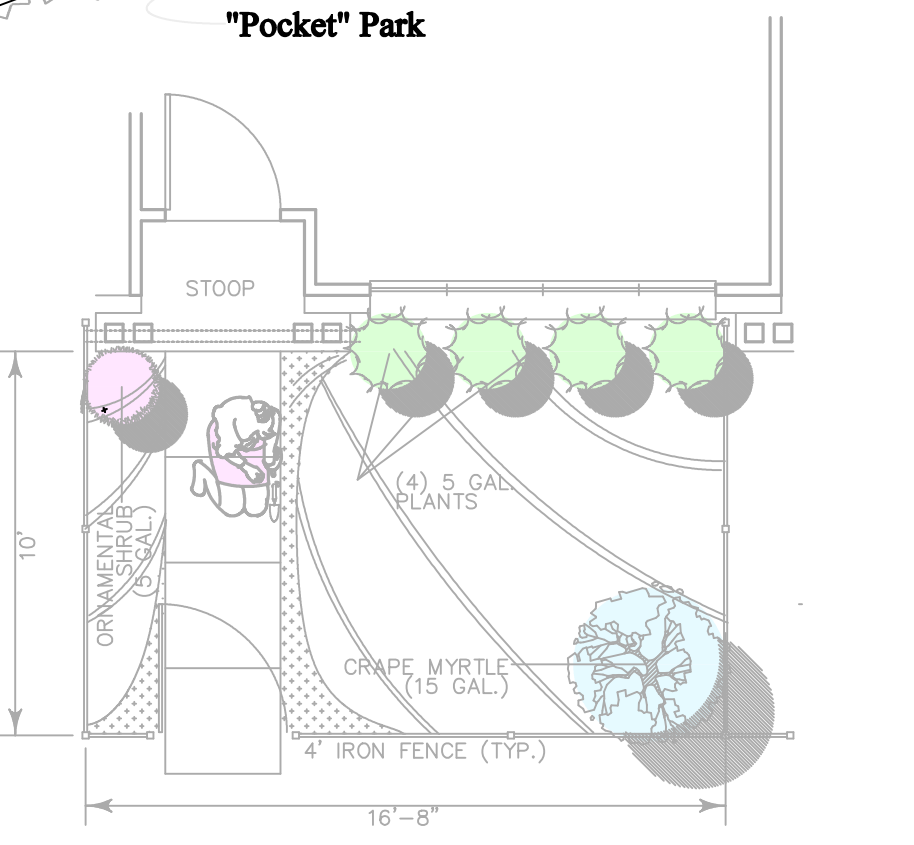 "Pocket" Park
STOOP
(4) 5 GAL.
PLANTS
10'
ORNAMENTAL
SHRUB
(5 GAL.)
CRAPE MYRTLE
(15 GAL.)
4' IRON FENCE (TYP.)
16'-8"